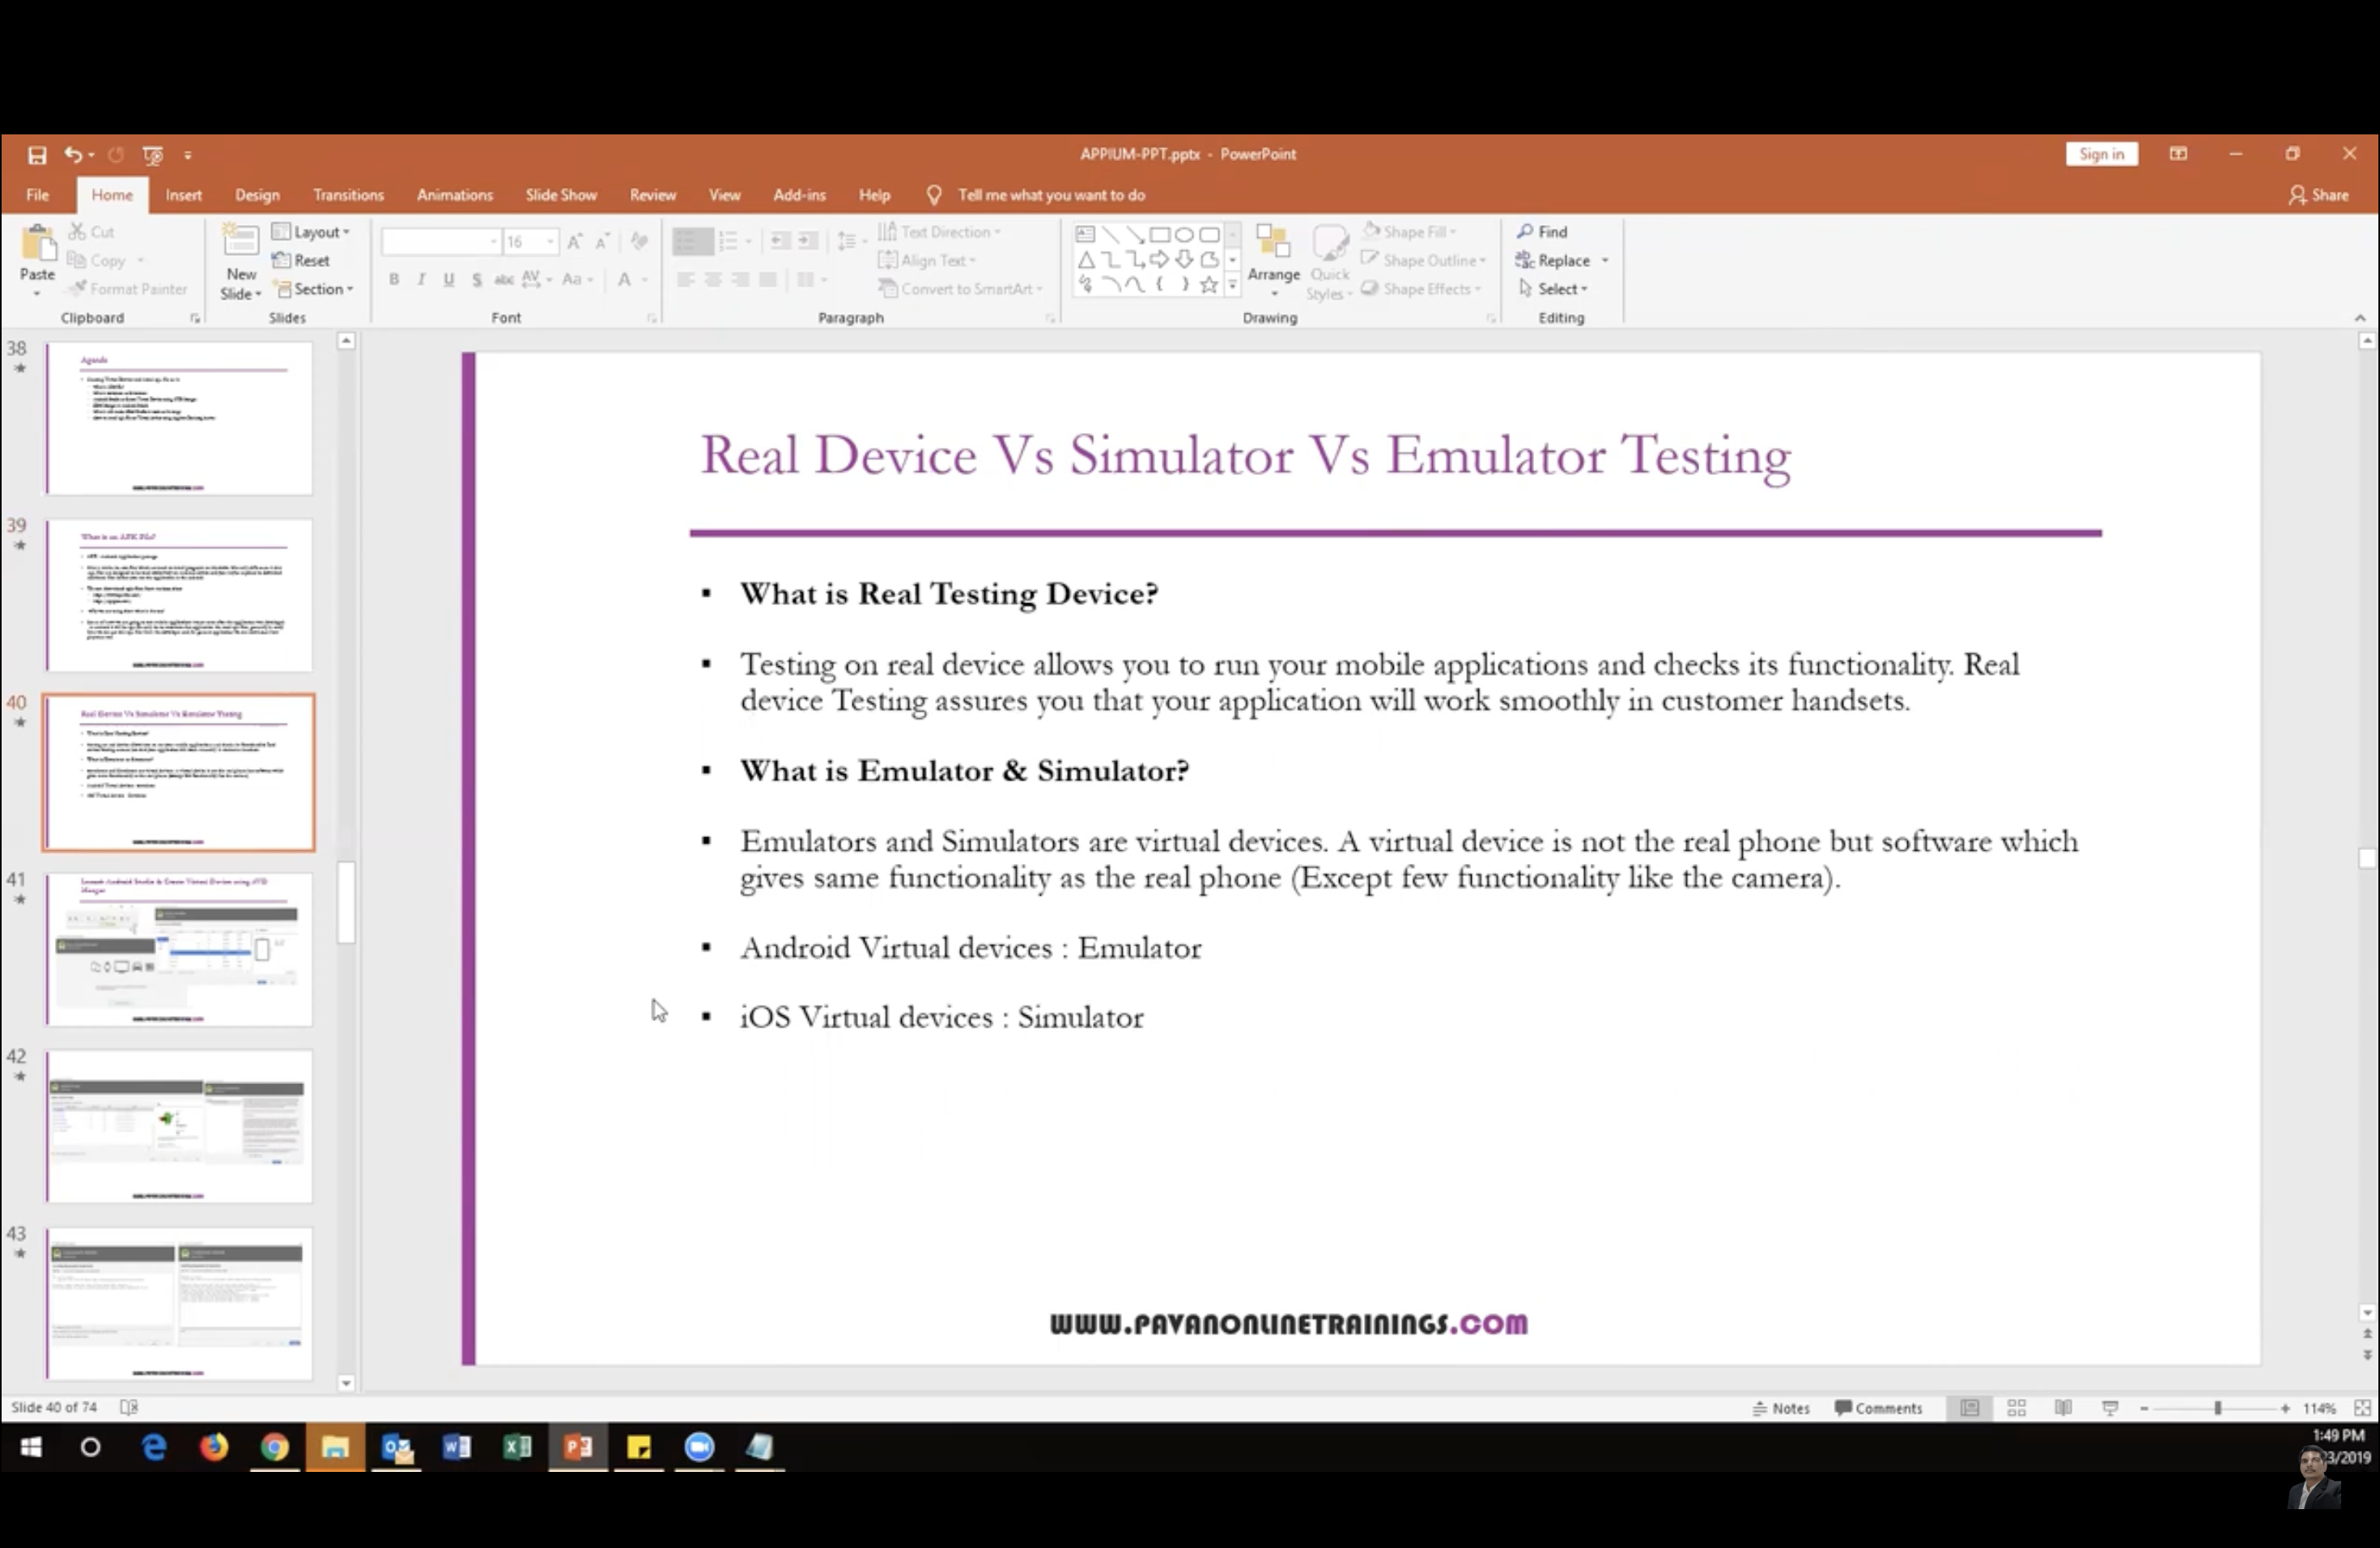 APPIUM-PPT.pptx - PowerPoint
Sign in
File Home Insert Design Transitions Animations Slide Show Review View Add-ins Help Tell me what you want to do
Share
Paste
Cut
Copy
Format Painter
Clipboard
New
Slide
Layout
Reset
Section
Slides
16
B I U S abc AV Aa A
Font
Text Direction
Align Text
Convert to SmartArt
Paragraph
Arrange
Quick
Styles
Shape Fill
Shape Outline
Shape Effects
Drawing
Find
Replace
Select
Editing
38
Agenda
39
What is an APK File?
40
Real Device Vs Simulator Vs Emulator Testing
41
Launch Android Studio & Create Virtual Device using AVD
Manger
42
43
Real Device Vs Simulator Vs Emulator Testing
▪ What is Real Testing Device?
▪ Testing on real device allows you to run your mobile applications and checks its functionality. Real
device Testing assures you that your application will work smoothly in customer handsets.
▪ What is Emulator & Simulator?
▪ Emulators and Simulators are virtual devices. A virtual device is not the real phone but software which
gives same functionality as the real phone (Except few functionality like the camera).
▪ Android Virtual devices : Emulator
▪ iOS Virtual devices : Simulator
WWW.PAVANONLINETRAININGS.COM
Slide 40 of 74
Notes
Comments
114%
1:49 PM
3/2019